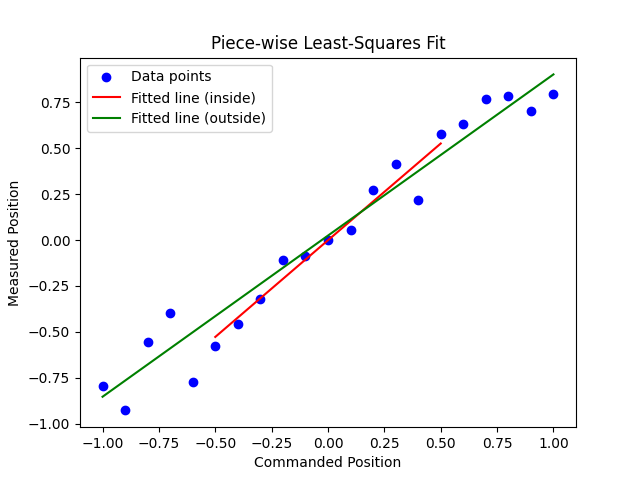 Piece-wise Least-Squares Fit
Data points
Fitted line (inside)
Fitted line (outside)
0.75
0.50
0.25
0.00
−0.25
−0.50
−0.75
−1.00
Measured Position
−1.00 −0.75 −0.50 −0.25 0.00 0.25 0.50 0.75 1.00
Commanded Position